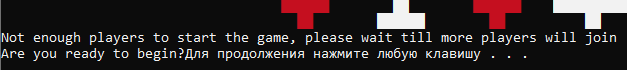 Not enough players to start the game, please wait till more players will join
Are you ready to begin?Для продолжения нажмите любую клавишу . . .